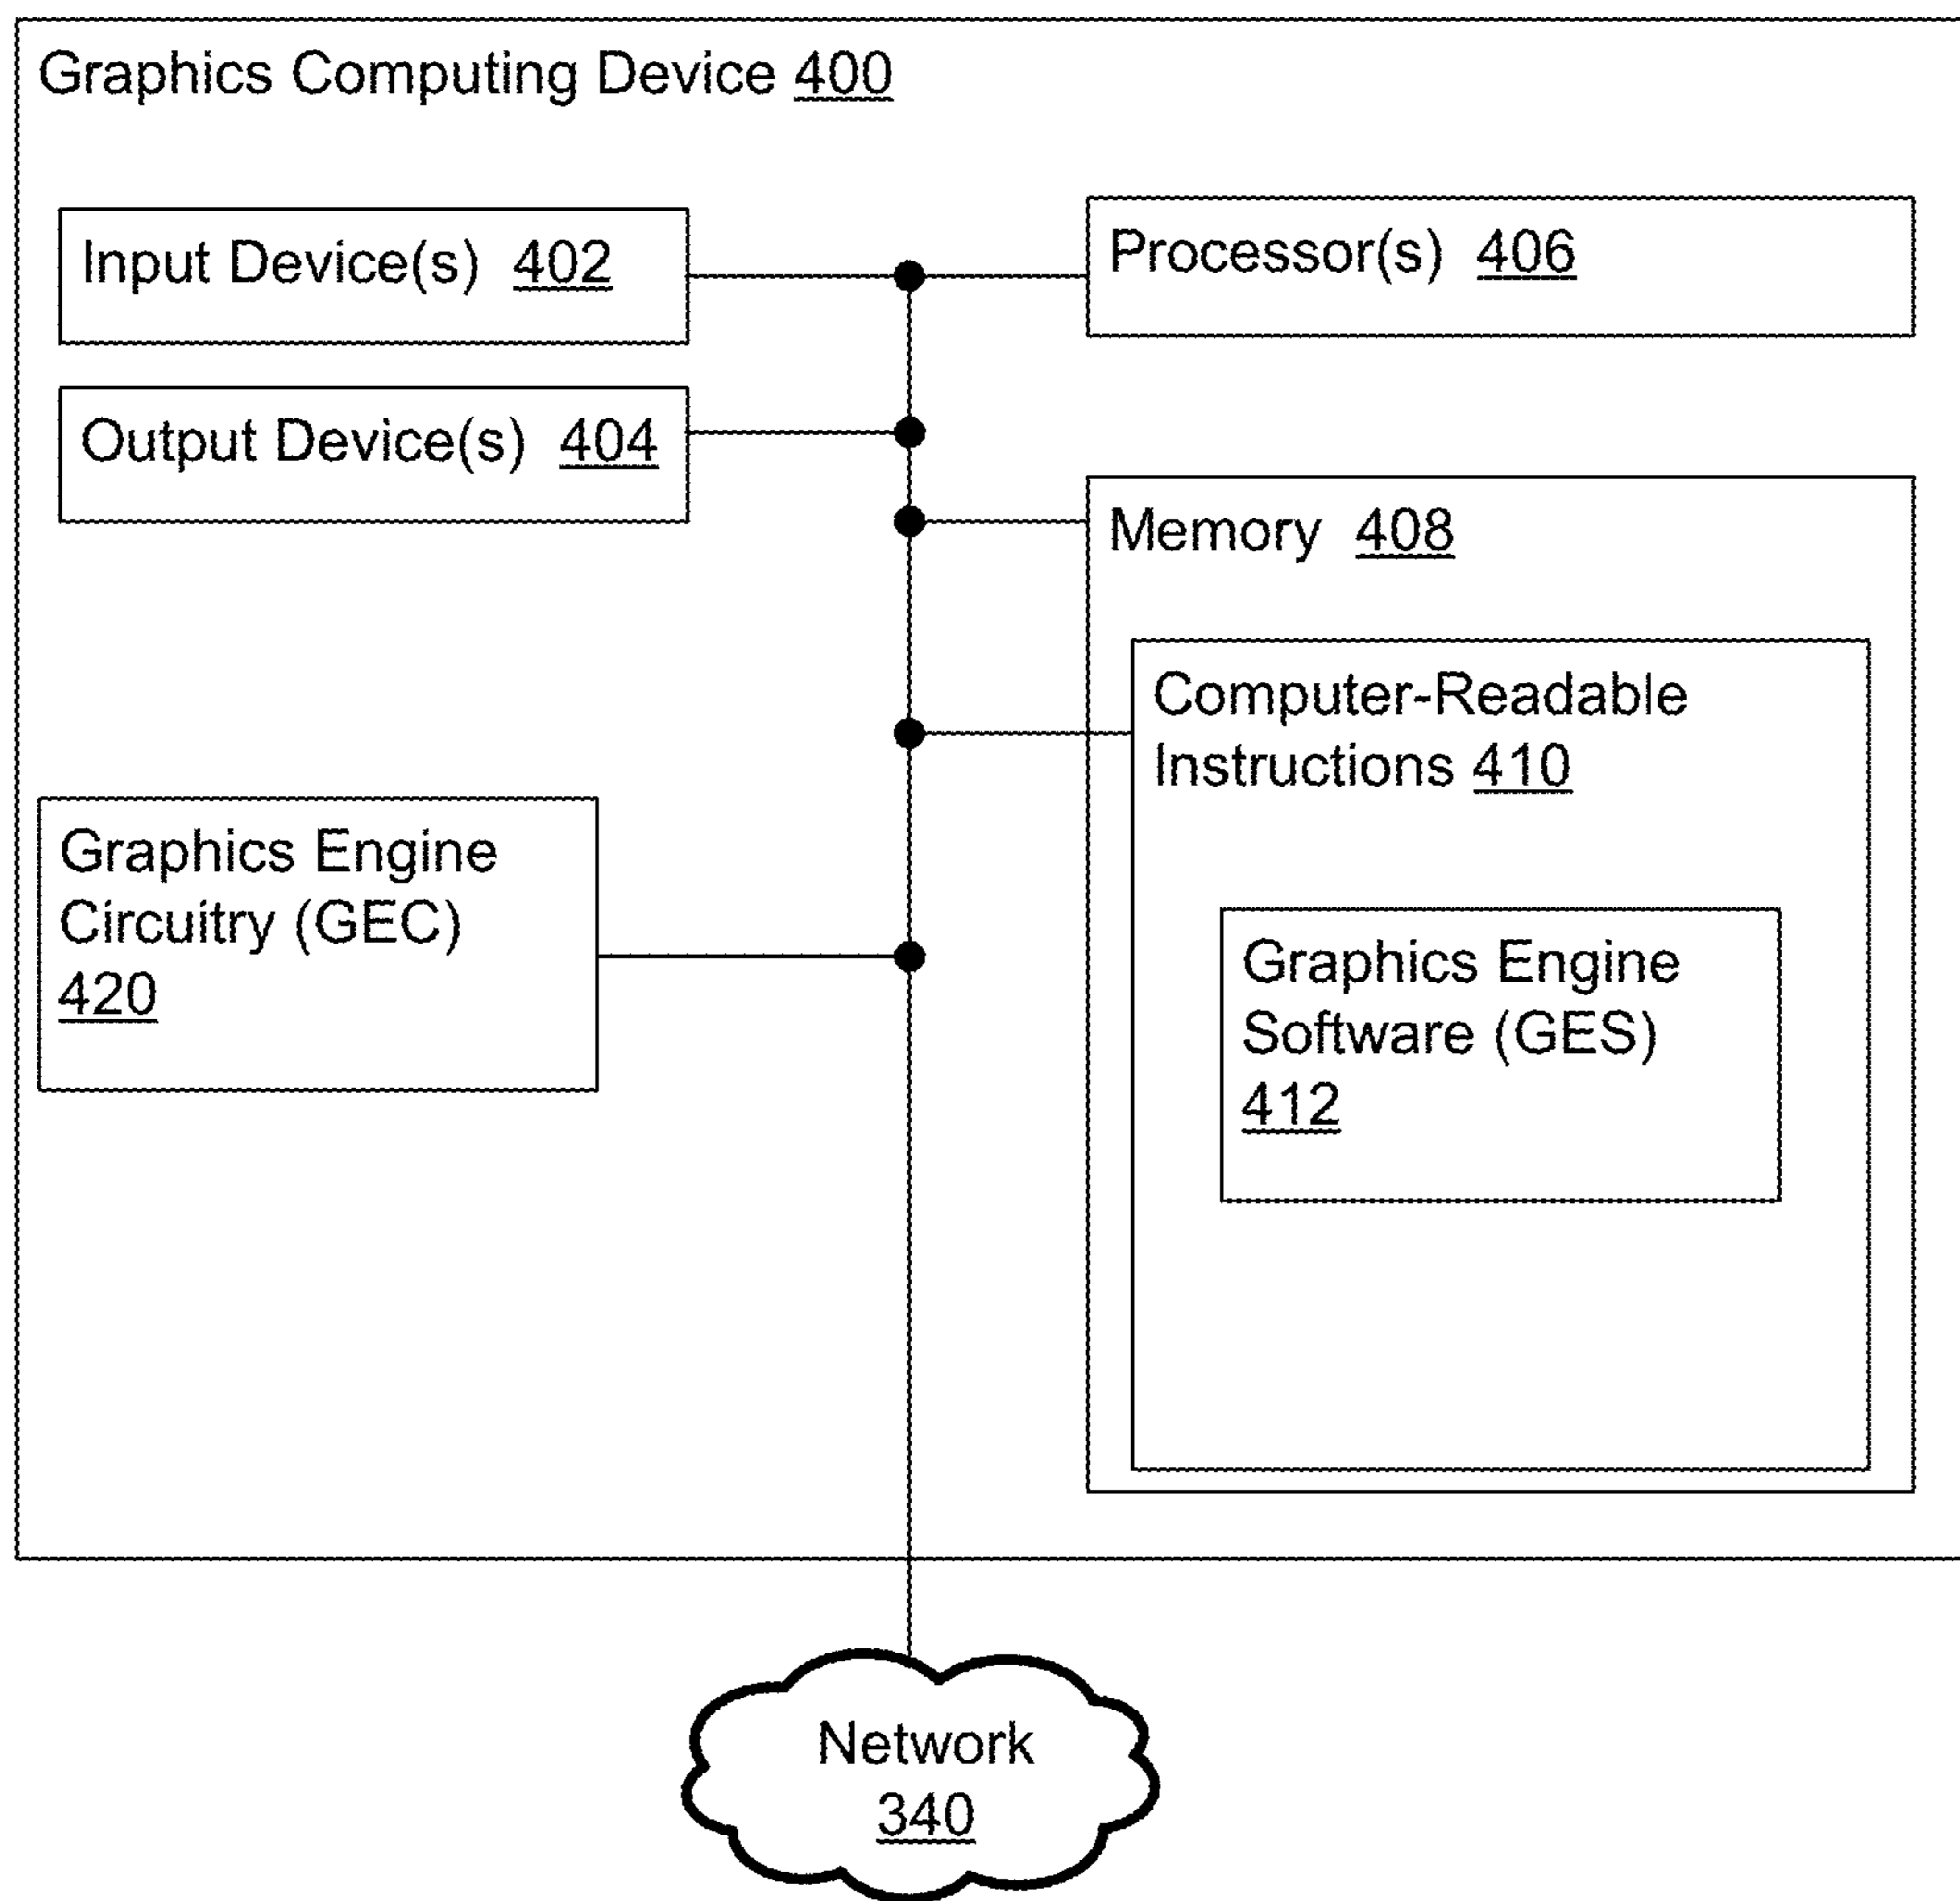 Graphics Computing Device 400
Input Device(s) 402
Processor(s) 406
Output Device(s) 404
Memory 408
Computer-Readable
Instructions 410
Graphics Engine
Circuitry (GEC)
420
Graphics Engine
Software (GES)
412
Network
340